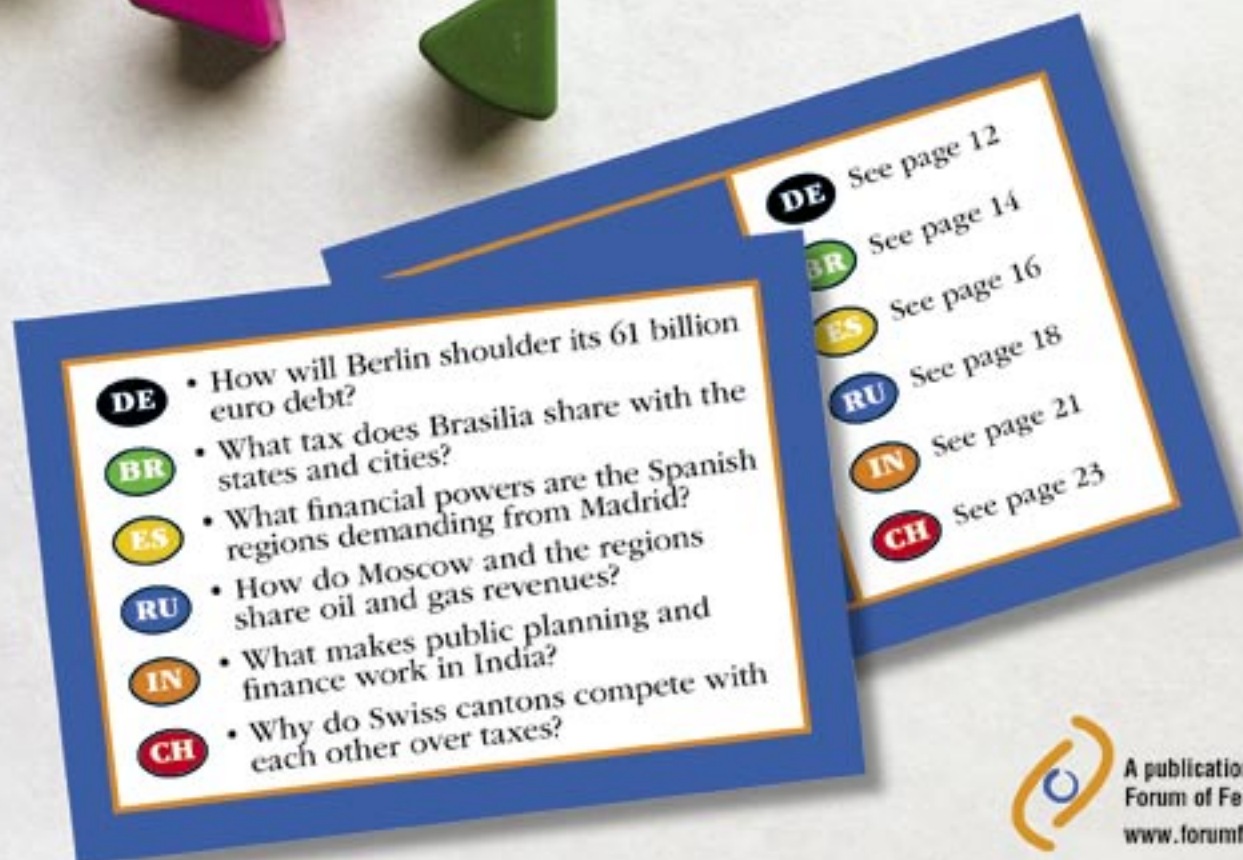 DE • How will Berlin shoulder its 61 billion
euro debt?
BR • What tax does Brasilia share with the
states and cities?
ES • What financial powers are the Spanish
regions demanding from Madrid?
RU • How do Moscow and the regions
share oil and gas revenues?
IN • What makes public planning and
finance work in India?
CH • Why do Swiss cantons compete with
each other over taxes?
DE See page 12
BR See page 14
ES See page 16
RU See page 18
IN See page 21
CH See page 23
A publication
Forum of Fe
www.forumf